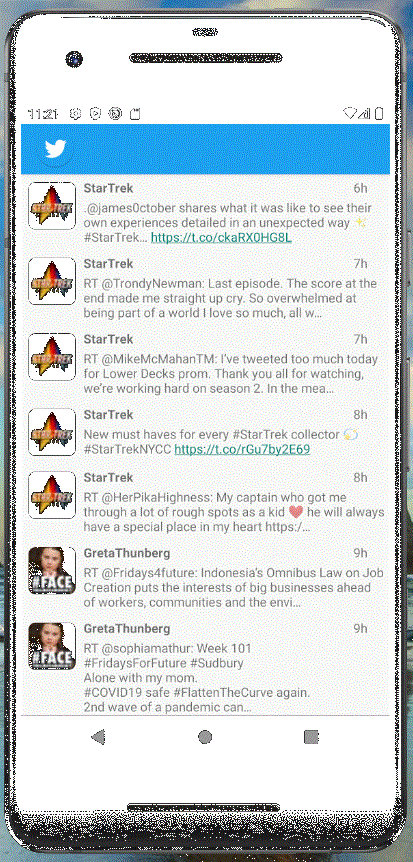 11:21
StarTrek 6h
.@james0ctober shares what it was like to see their
own experiences detailed in an unexpected way ✨
#StarTrek… https://t.co/ckaRX0HG8L
StarTrek 7h
RT @TrondyNewman: Last episode. The score at the
end made me straight up cry. So overwhelmed at
being part of a world I love so much, all w…
StarTrek 7h
RT @MikeMcMahanTM: I've tweeted too much today
for Lower Decks prom. Thank you all for watching,
we're working hard on season 2. In the mea…
StarTrek 8h
New must haves for every #StarTrek collector 💫
#StarTrekNYCC https://t.co/rGu7by2E69
StarTrek 8h
RT @HerPikaHighness: My captain who got me
through a lot of rough spots as a kid ❤️ he will always
have a special place in my heart https:/…
GretaThunberg 9h
RT @Fridays4future: Indonesia's Omnibus Law on Job
Creation puts the interests of big businesses ahead
of workers, communities and the envi…
#FACE
GretaThunberg 9h
RT @sophiamathur: Week 101
#FridaysForFuture #Sudbury
Alone with my mom.
#COVID19 safe #FlattenTheCurve again.
2nd wave of a pandemic can…
#FACE